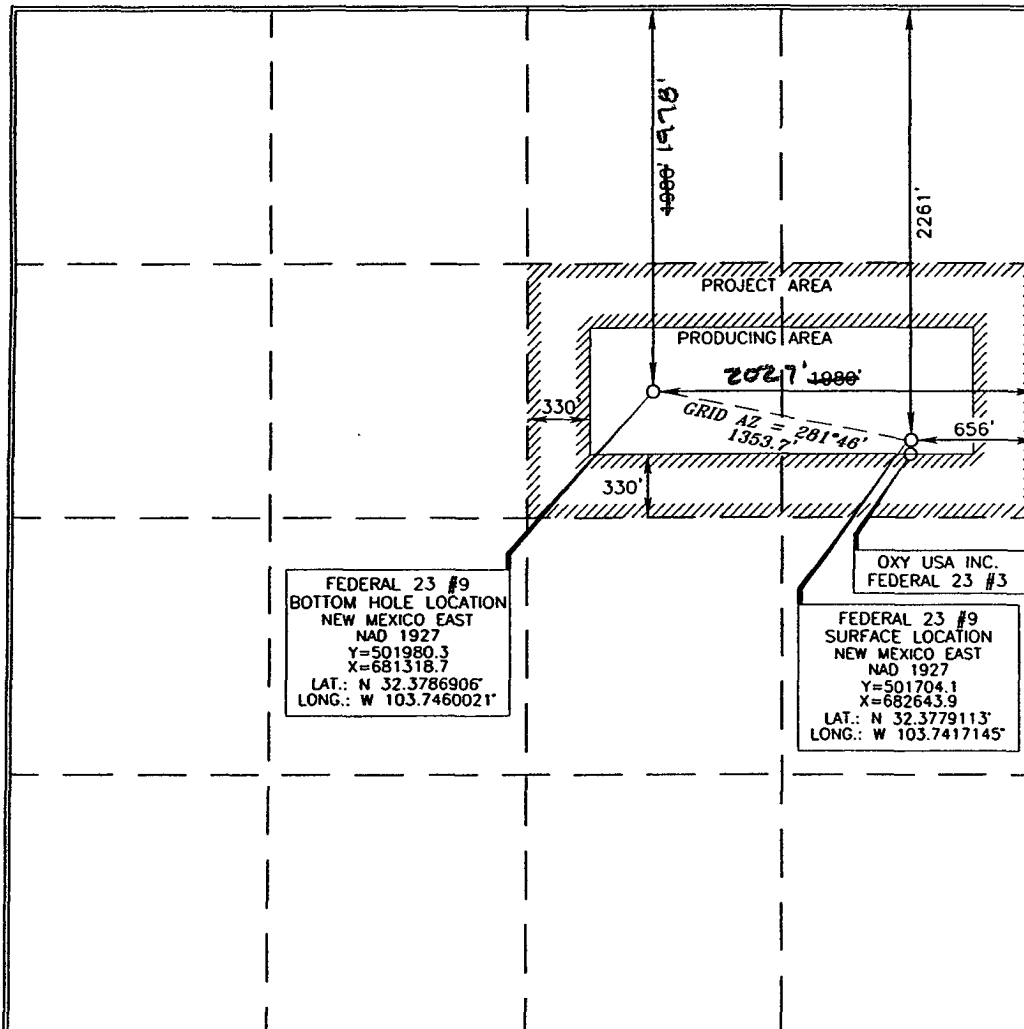 1980' 1978'
2261'
PROJECT AREA
PRODUCING AREA
2027' 1980'
330'
GRID AZ = 281°46'
1353.7'
656'
330'
OXY USA INC.
FEDERAL 23 #3
FEDERAL 23 #9
BOTTOM HOLE LOCATION
NEW MEXICO EAST
NAD 1927
Y=501980.3
X=681318.7
LAT.: N 32.3786906°
LONG.: W 103.7460021°
FEDERAL 23 #9
SURFACE LOCATION
NEW MEXICO EAST
NAD 1927
Y=501704.1
X=682643.9
LAT.: N 32.3779113°
LONG.: W 103.7417145°